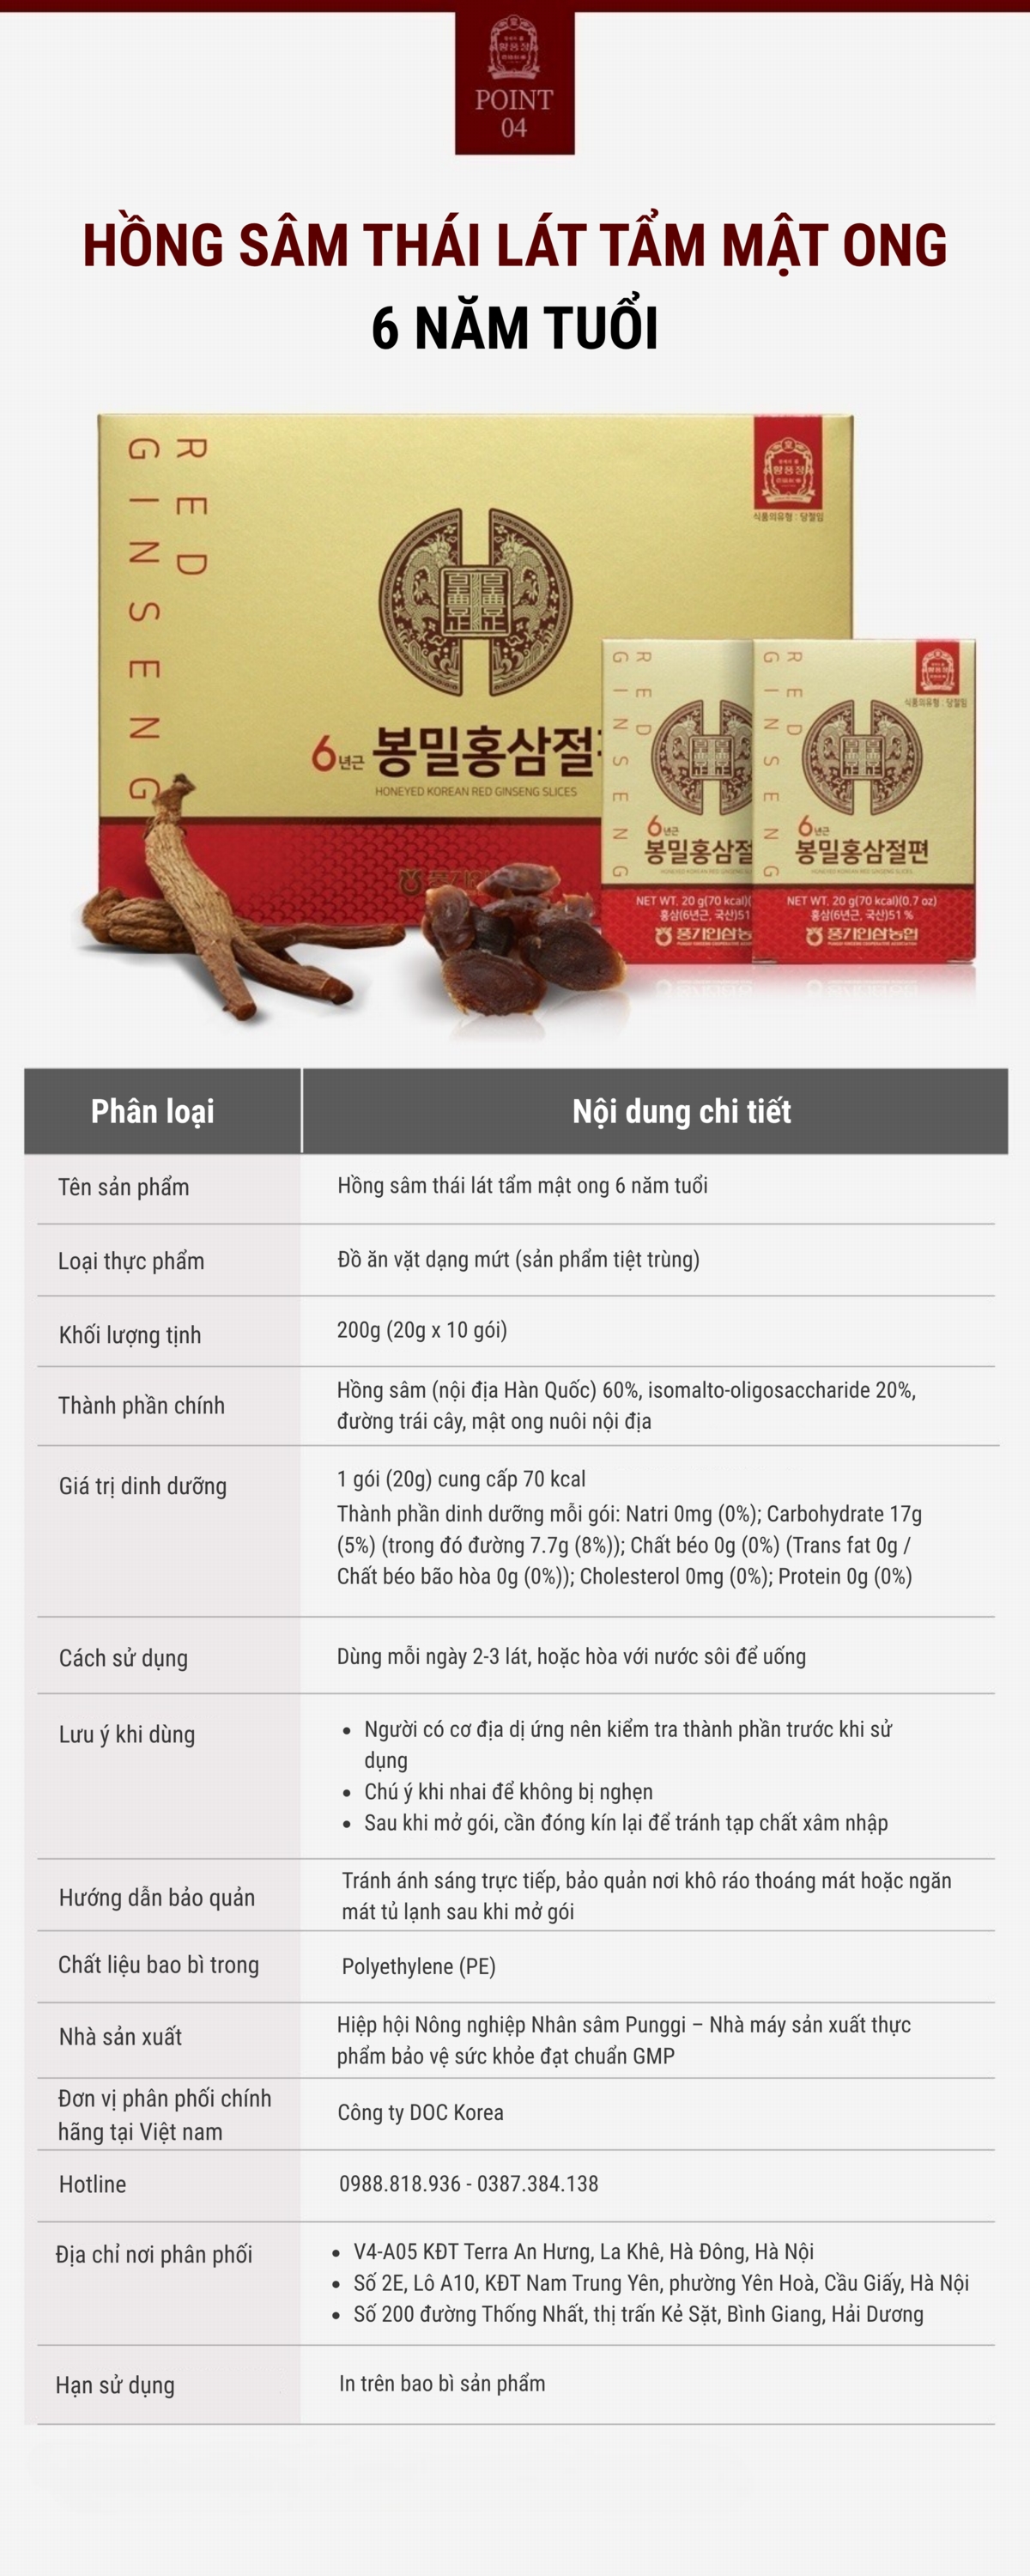 POINT
04
HỒNG SÂM THÁI LÁT TẨM MẬT ONG
6 NĂM TUỔI
RED
GINSENG
황풍정
식품의유형 : 당절임
6년근 봉밀홍삼절
HONEYED KOREAN RED GINSENG SLICES
RED
GINSENG
6년근
봉밀홍삼절
NET WT. 20 g(70 kcal)(
홍삼(6년근, 국산)51
풍기인삼농
RED
GINSENG
식품의유형 : 당절임
6년근
봉밀홍삼절편
HONEYED KOREAN RED GINSENG SLICES
NET WT. 20 g(70 kcal)(0.7 oz)
홍삼(6년근, 국산)51 %
풍기인삼농협
Phân loại
Nội dung chi tiết
Tên sản phẩm
Hồng sâm thái lát tẩm mật ong 6 năm tuổi
Loại thực phẩm
Đồ ăn vặt dạng mứt (sản phẩm tiệt trùng)
Khối lượng tịnh
200g (20g x 10 gói)
Thành phần chính
Hồng sâm (nội địa Hàn Quốc) 60%, isomalto-oligosaccharide 20%,
đường trái cây, mật ong nuôi nội địa
Giá trị dinh dưỡng
1 gói (20g) cung cấp 70 kcal
Thành phần dinh dưỡng mỗi gói: Natri 0mg (0%); Carbohydrate 17g
(5%) (trong đó đường 7.7g (8%)); Chất béo 0g (0%) (Trans fat 0g /
Chất béo bão hòa 0g (0%)); Cholesterol 0mg (0%); Protein 0g (0%)
Cách sử dụng
Dùng mỗi ngày 2-3 lát, hoặc hòa với nước sôi để uống
Lưu ý khi dùng
• Người có cơ địa dị ứng nên kiểm tra thành phần trước khi sử
dụng
• Chú ý khi nhai để không bị nghẹn
• Sau khi mở gói, cần đóng kín lại để tránh tạp chất xâm nhập
Hướng dẫn bảo quản
Tránh ánh sáng trực tiếp, bảo quản nơi khô ráo thoáng mát hoặc ngăn
mát tủ lạnh sau khi mở gói
Chất liệu bao bì trong
Polyethylene (PE)
Nhà sản xuất
Hiệp hội Nông nghiệp Nhân sâm Punggi – Nhà máy sản xuất thực
phẩm bảo vệ sức khỏe đạt chuẩn GMP
Đơn vị phân phối chính
hãng tại Việt nam
Công ty DOC Korea
Hotline
0988.818.936 - 0387.384.138
Địa chỉ nơi phân phối
• V4-A05 KĐT Terra An Hưng, La Khê, Hà Đông, Hà Nội
• Số 2E, Lô A10, KĐT Nam Trung Yên, phường Yên Hoà, Cầu Giấy, Hà Nội
• Số 200 đường Thống Nhất, thị trấn Kẻ Sặt, Bình Giang, Hải Dương
Hạn sử dụng
In trên bao bì sản phẩm